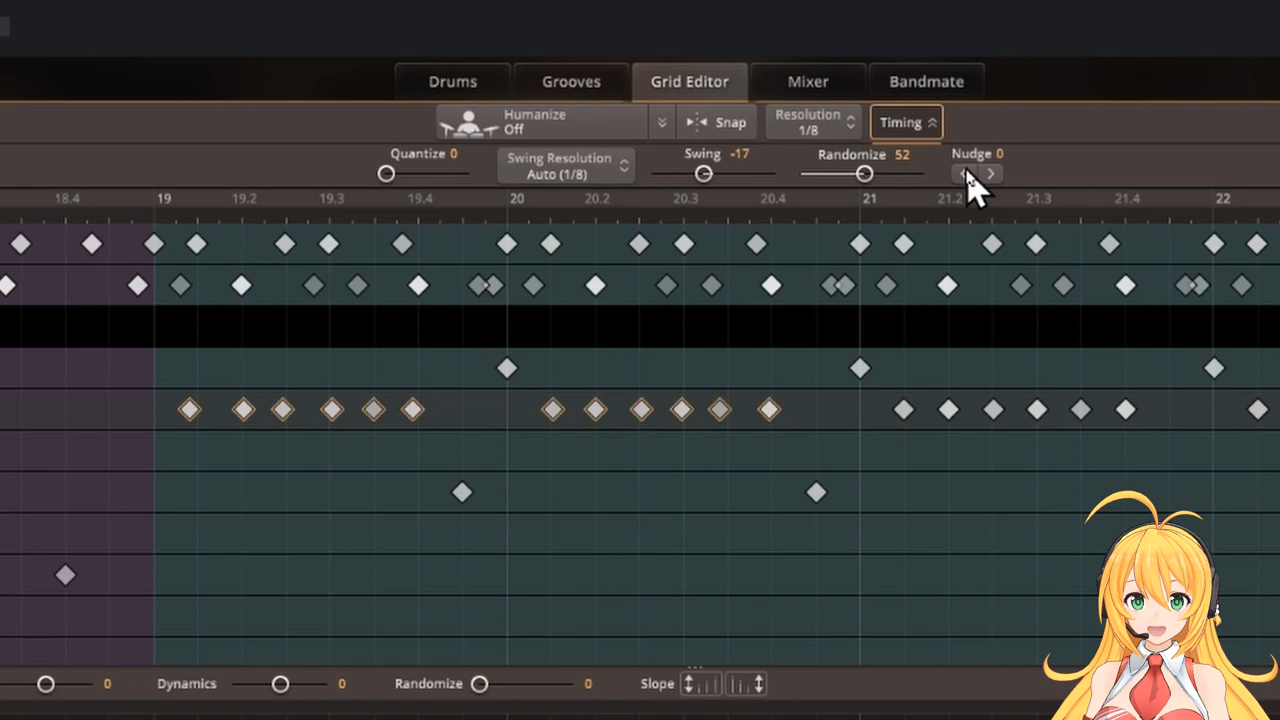 Drums Grooves Grid Editor Mixer Bandmate
Humanize
Off
Snap
Resolution
1/8
Timing
Quantize 0
Swing Resolution
Auto (1/8)
Swing -17
Randomize 52
Nudge 0
18.4 19 19.2 19.3 19.4 20 20.2 20.3 20.4 21 21.2 21.3 21.4 22
0 Dynamics 0 Randomize 0 Slope